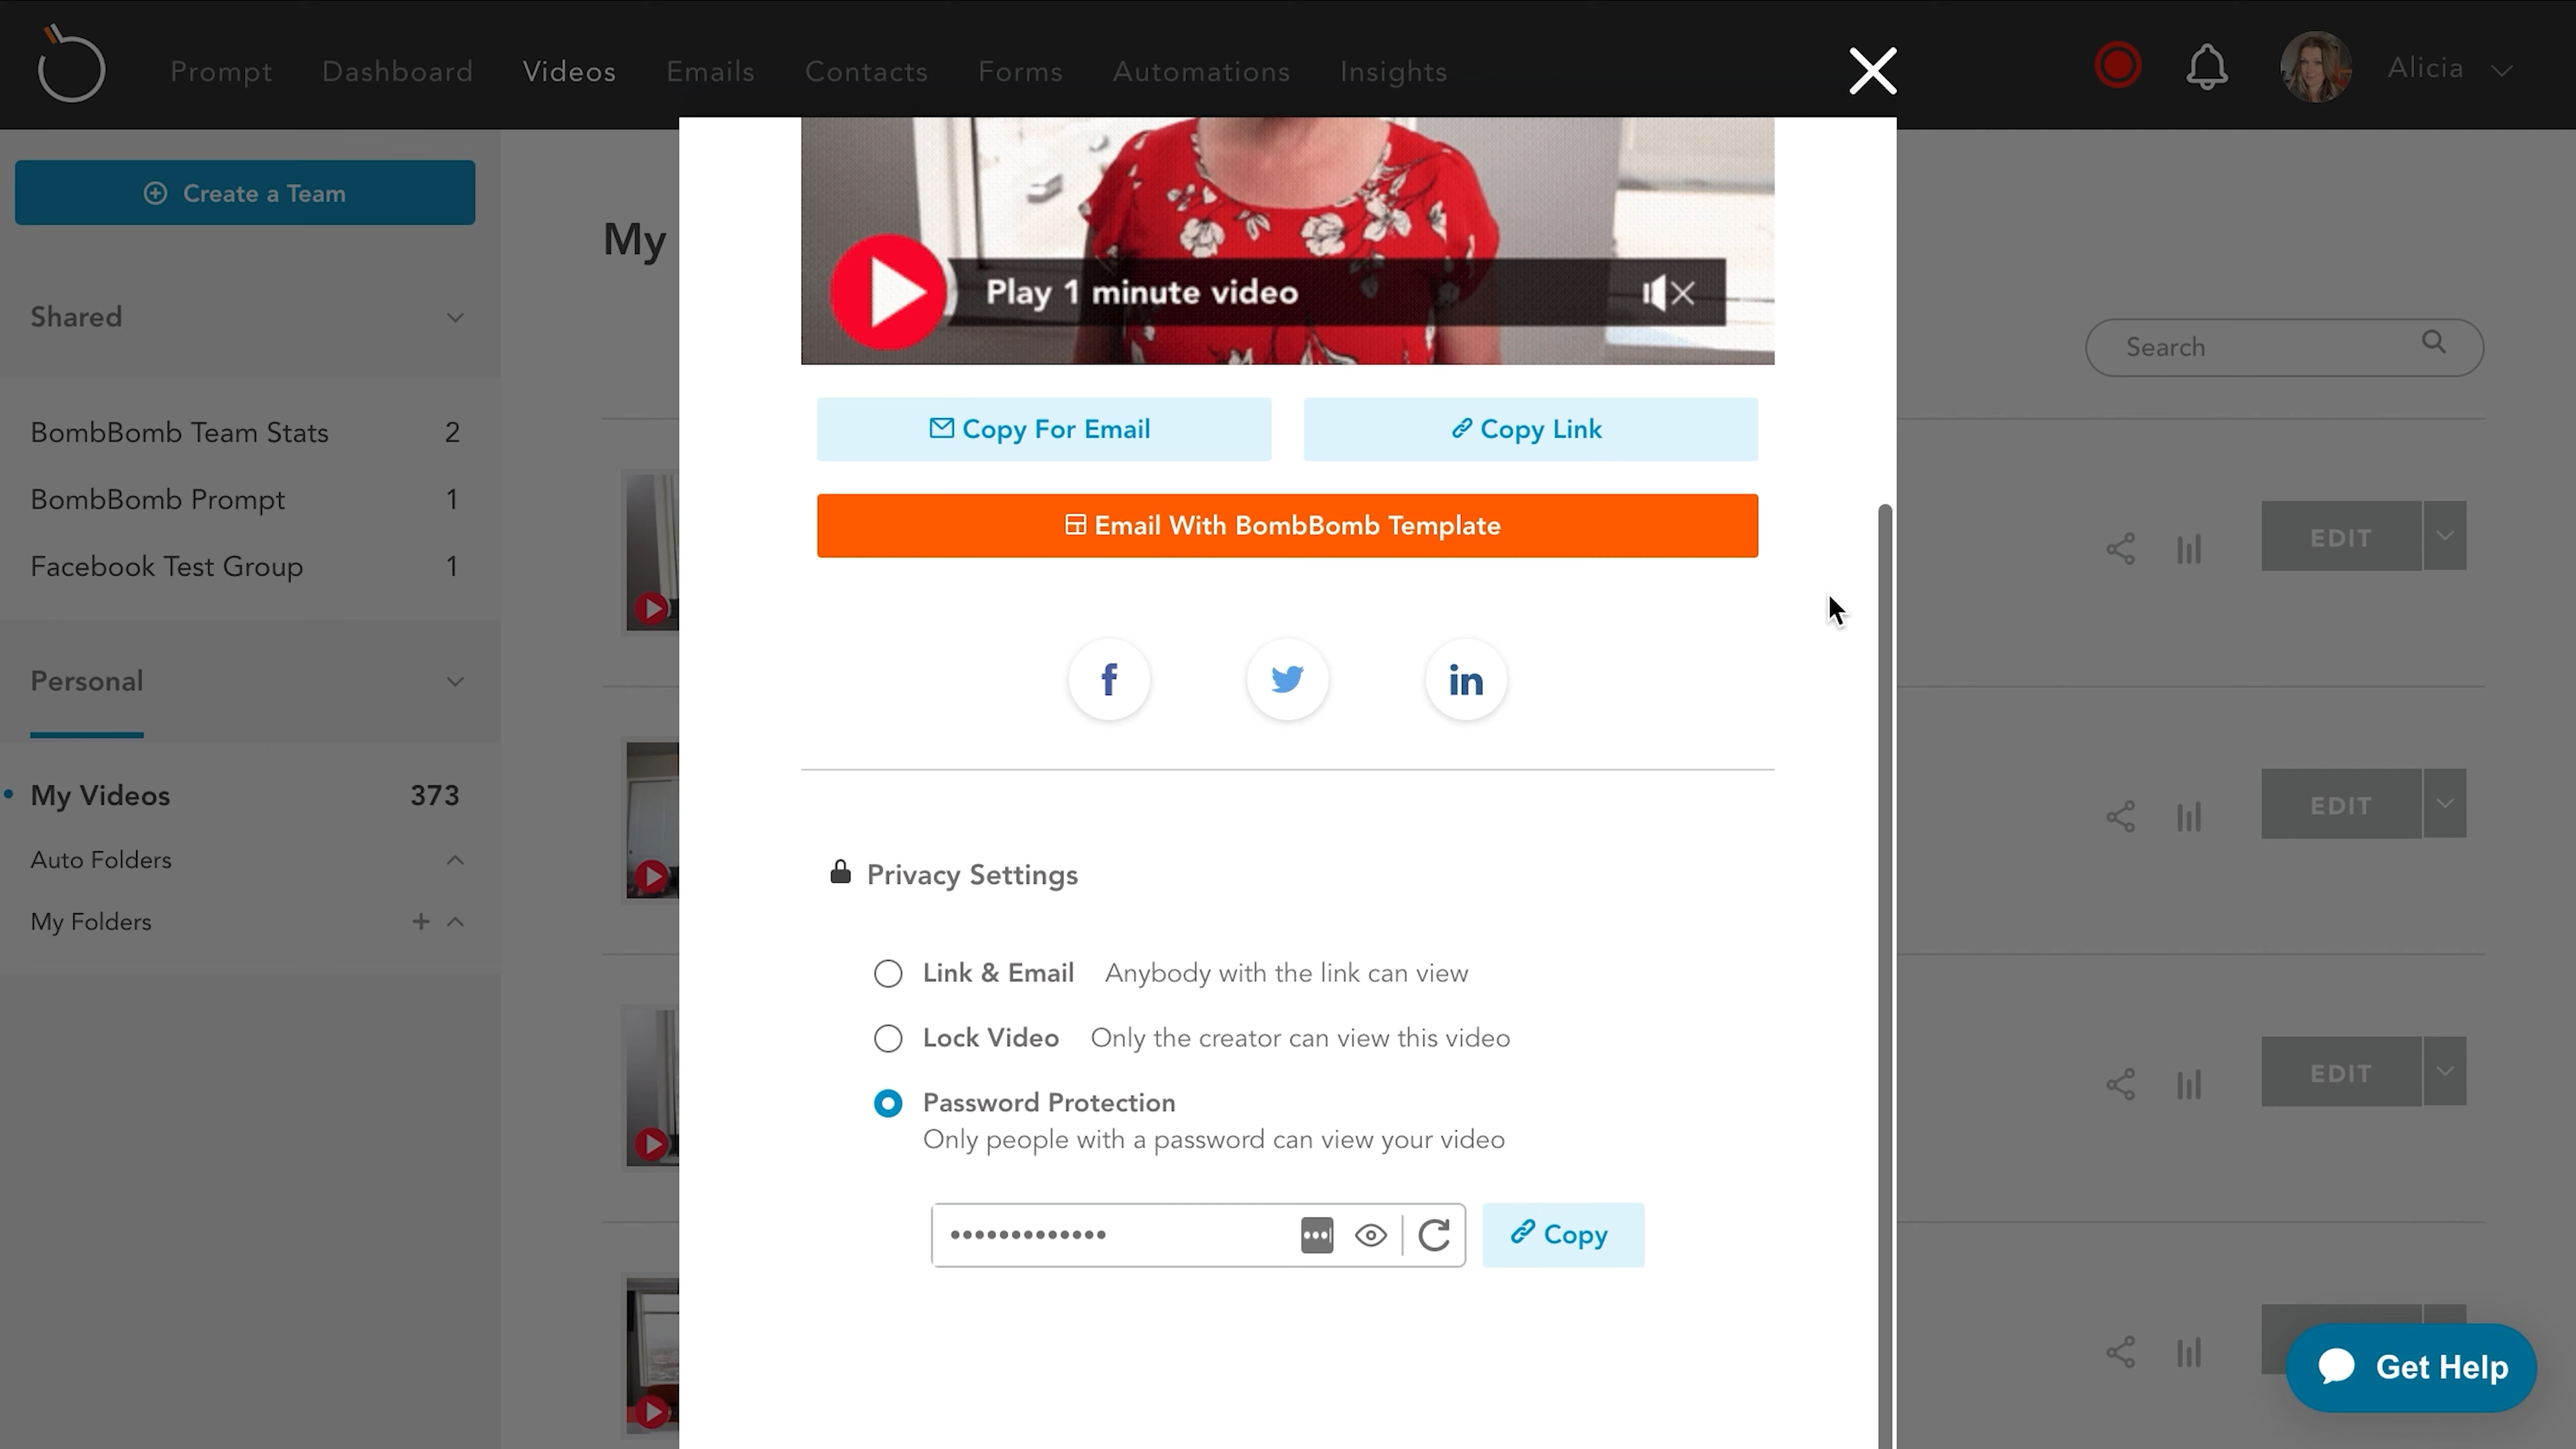 Prompt Dashboard Videos Emails Contacts Forms Automations Insights Alicia
Create a Team
Shared
BombBomb Team Stats 2
BombBomb Prompt 1
Facebook Test Group 1
Personal
My Videos 373
Auto Folders
My Folders
My
Search
EDIT
EDIT
EDIT
Play 1 minute video
Copy For Email
Copy Link
Email With BombBomb Template
Privacy Settings
Link & Email Anybody with the link can view
Lock Video Only the creator can view this video
Password Protection
Only people with a password can view your video
Copy
Get Help